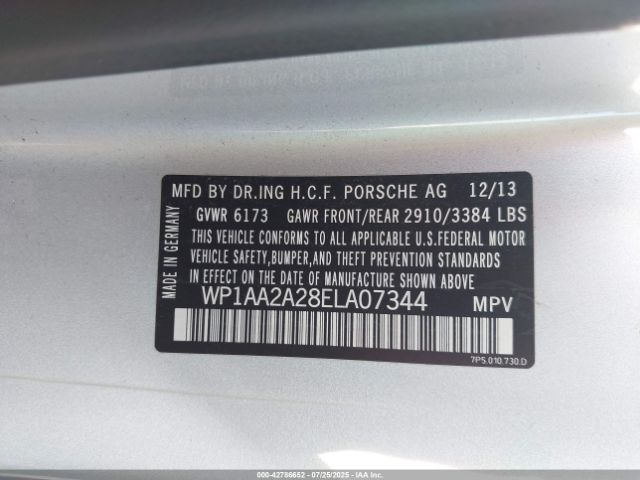 MFD BY DR.ING H.C.F. PORSCHE AG 12/13
GVWR 6173 GAWR FRONT/REAR 2910/3384 LBS
THIS VEHICLE CONFORMS TO ALL APPLICABLE U.S.FEDERAL MOTOR
VEHICLE SAFETY,BUMPER,AND THEFT PREVENTION STANDARDS
IN EFFECT ON THE DATE OF MANUFACTURE SHOWN ABOVE.
WP1AA2A28ELA07344 MPV
MADE IN GERMANY
7P5.010.730.D
000-42786652 - 07/25/2025 - © IAA HOLDINGS, LLC